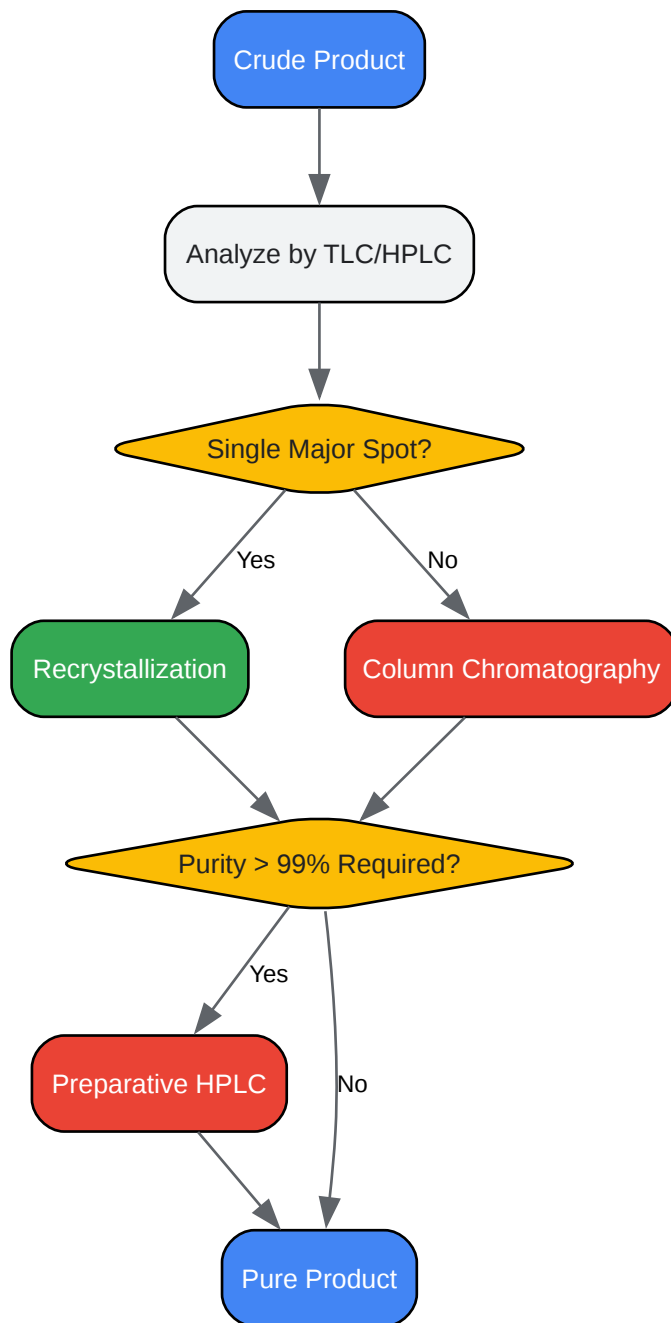 Crude Product
Analyze by TLC/HPLC
Single Major Spot?
Yes
No
Recrystallization
Column Chromatography
Purity > 99% Required?
Yes
No
Preparative HPLC
Pure Product